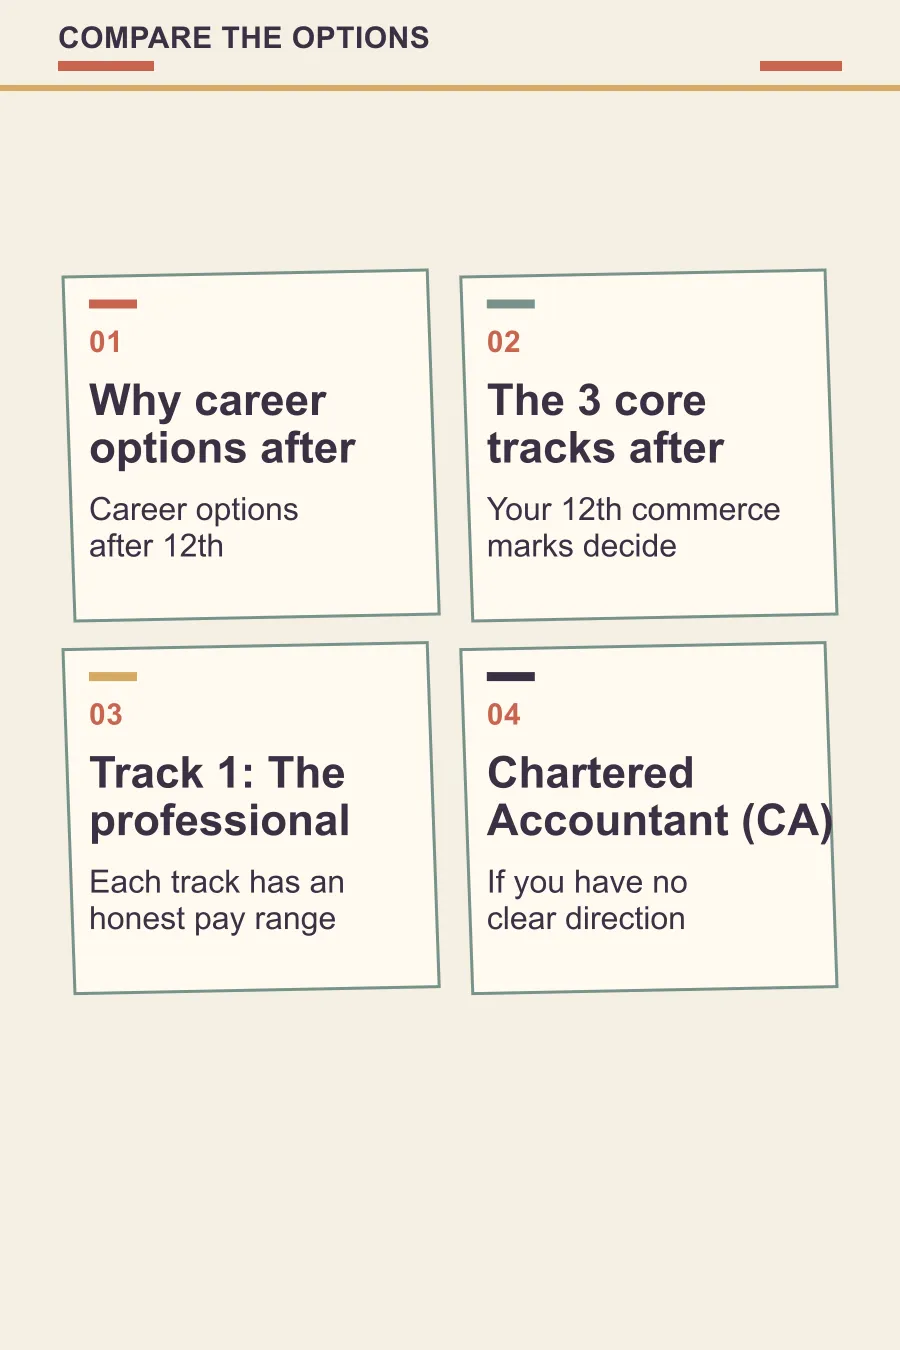 COMPARE THE OPTIONS
01
Why career
options after
Career options
after 12th
02
The 3 core
tracks after
Your 12th commerce
marks decide
03
Track 1: The
professional
Each track has an
honest pay range
04
Chartered
Accountant (CA)
If you have no
clear direction